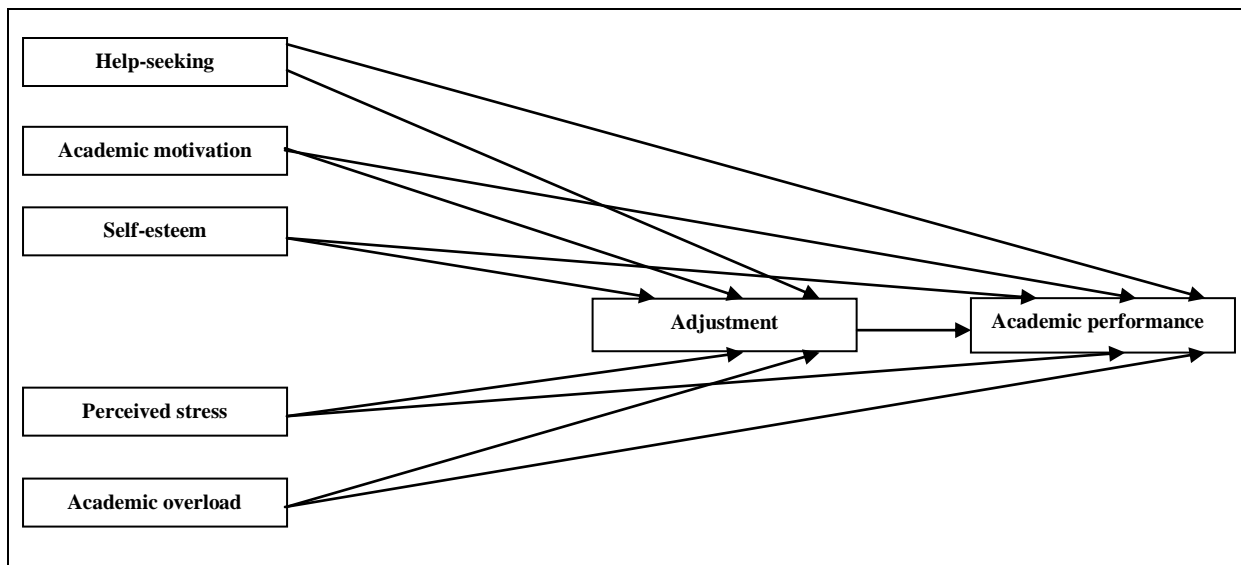 Help-seeking
Academic motivation
Self-esteem
Adjustment
Academic performance
Perceived stress
Academic overload